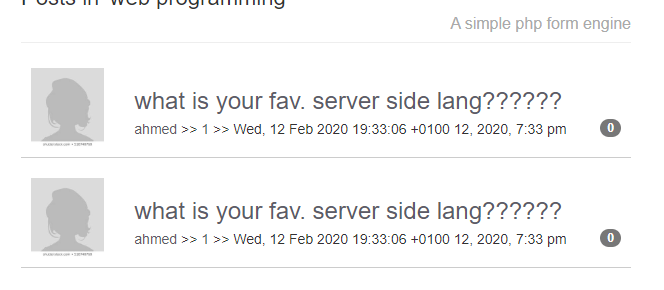 Posts in 'web programming
A simple php form engine
what is your fav. server side lang??????
ahmed >> 1 >> Wed, 12 Feb 2020 19:33:06 +0100 12, 2020, 7:33 pm
0
what is your fav. server side lang??????
ahmed >> 1 >> Wed, 12 Feb 2020 19:33:06 +0100 12, 2020, 7:33 pm
0